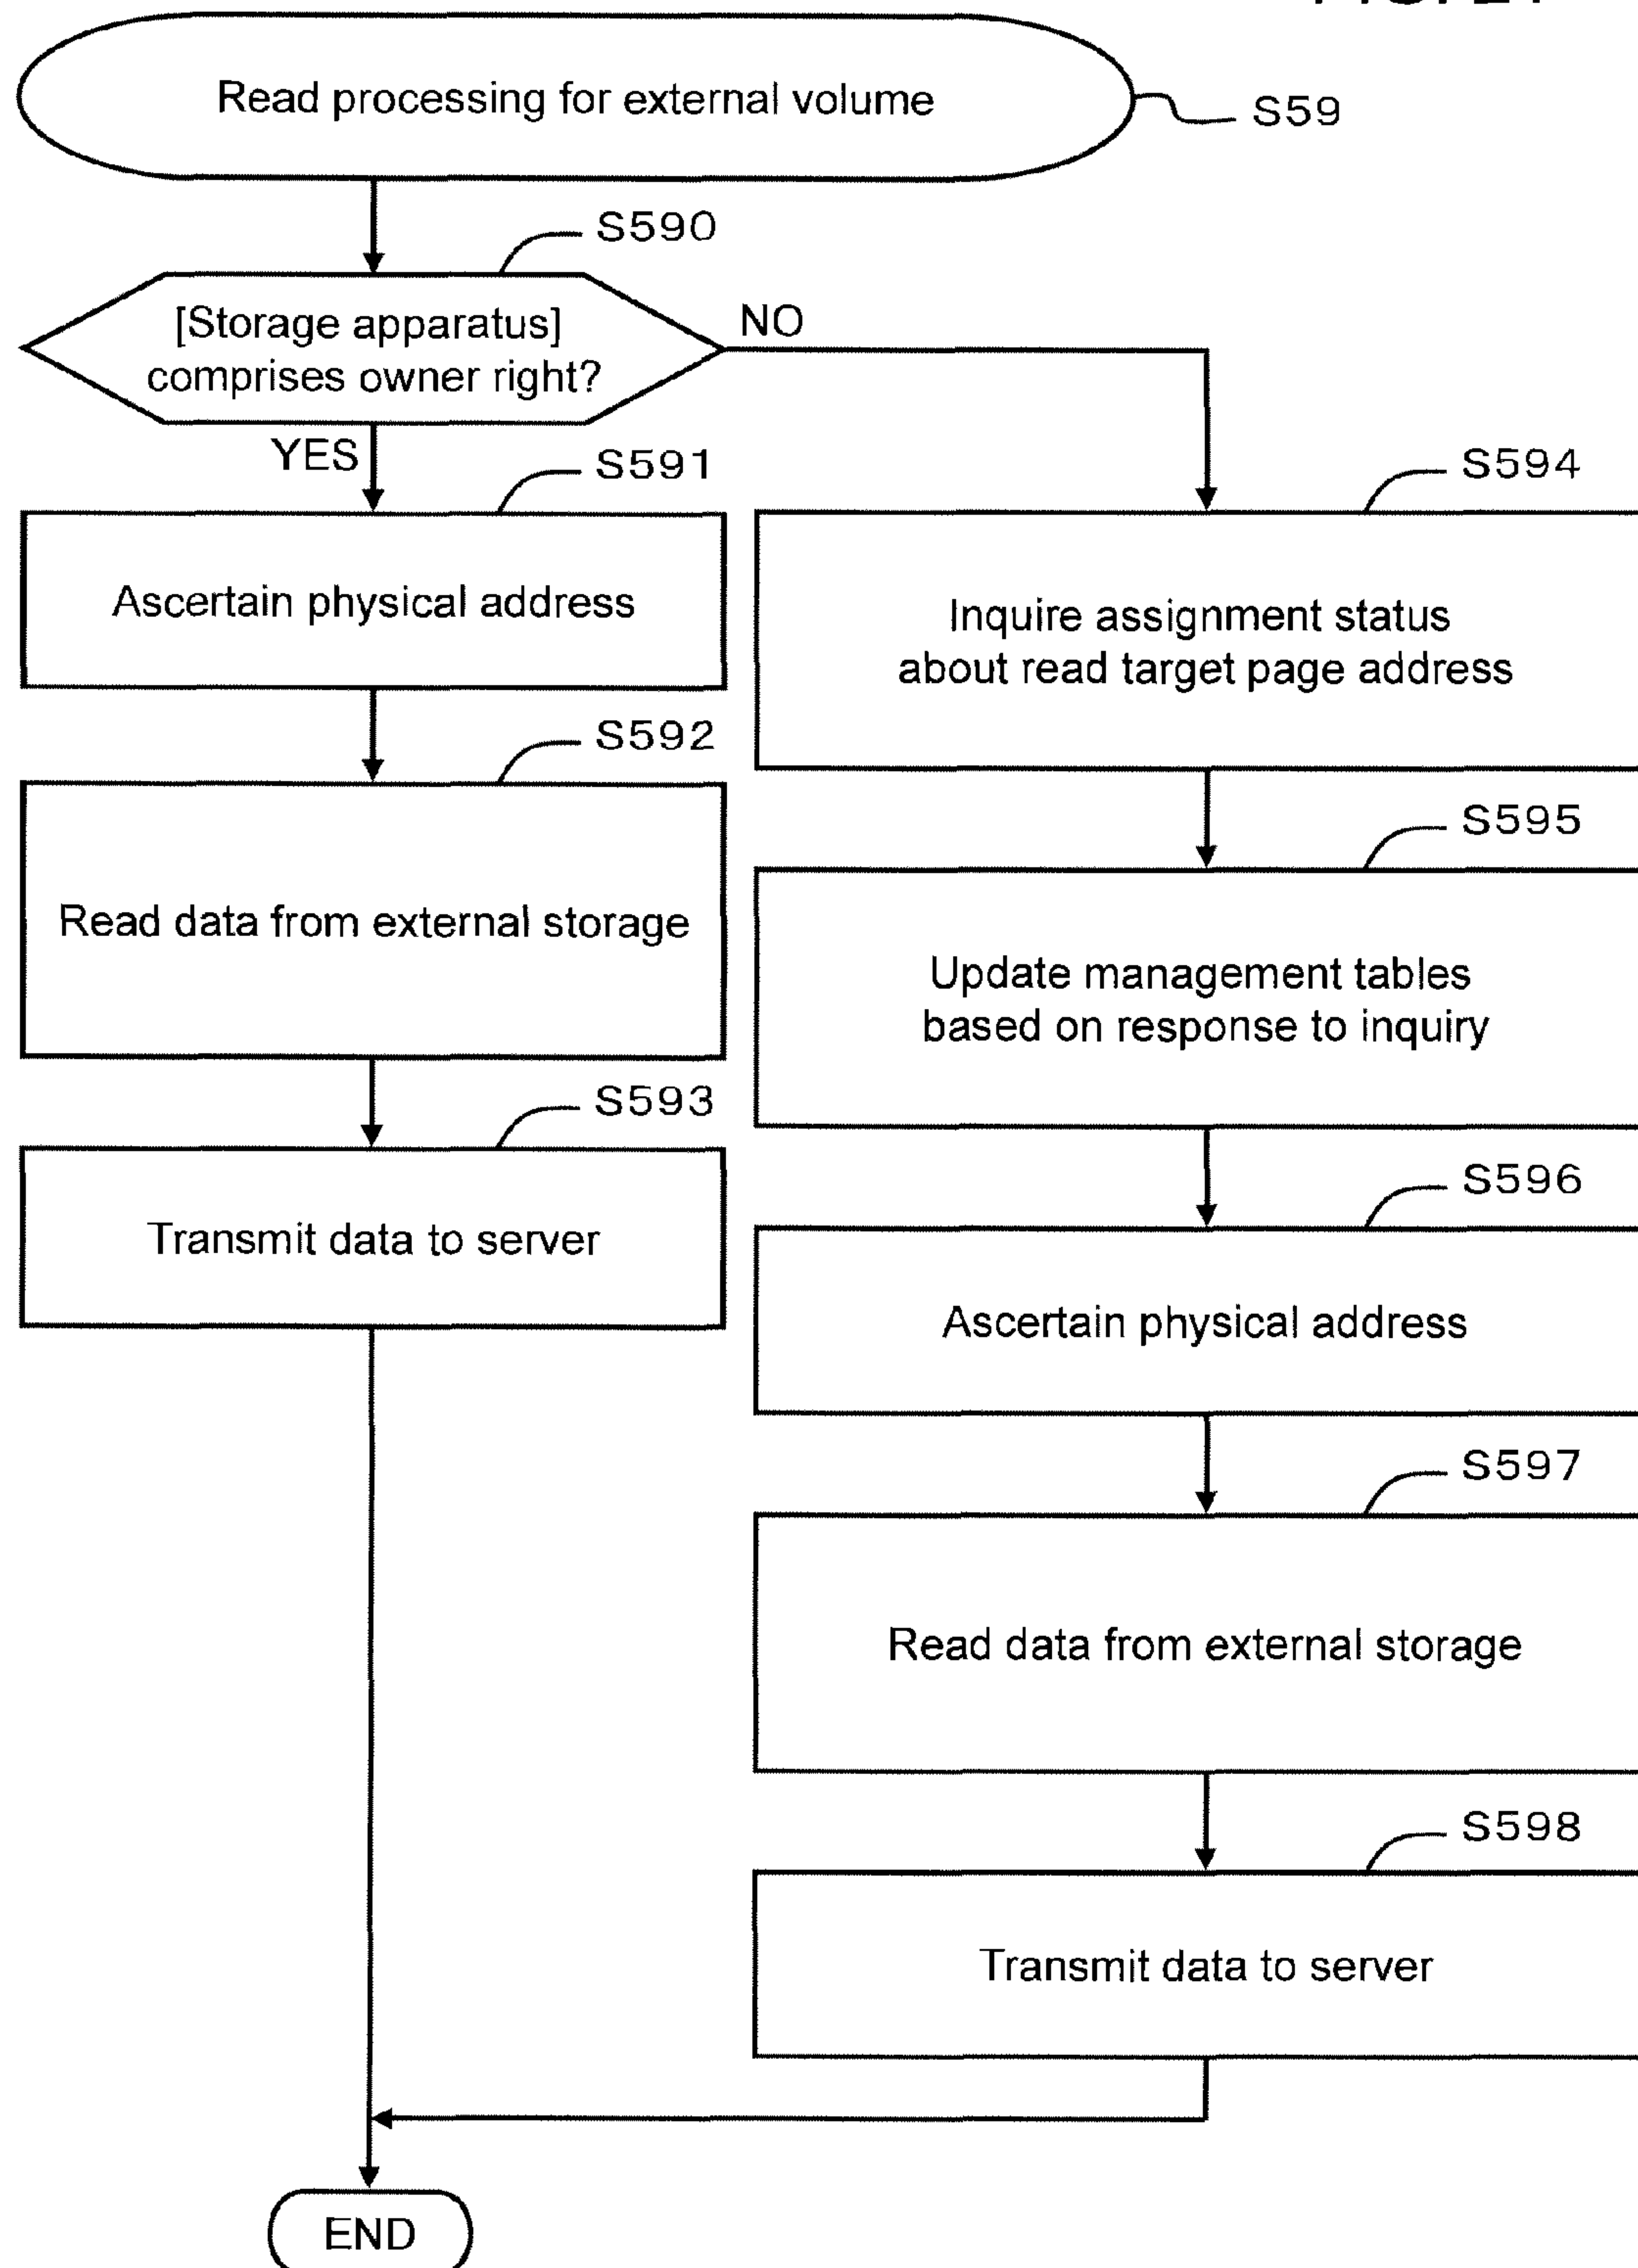 Read processing for external volume
S59
S590
[Storage apparatus]
comprises owner right?
NO
YES
S591
Ascertain physical address
S592
Read data from external storage
S593
Transmit data to server
S594
Inquire assignment status
about read target page address
S595
Update management tables
based on response to inquiry
S596
Ascertain physical address
S597
Read data from external storage
S598
Transmit data to server
END